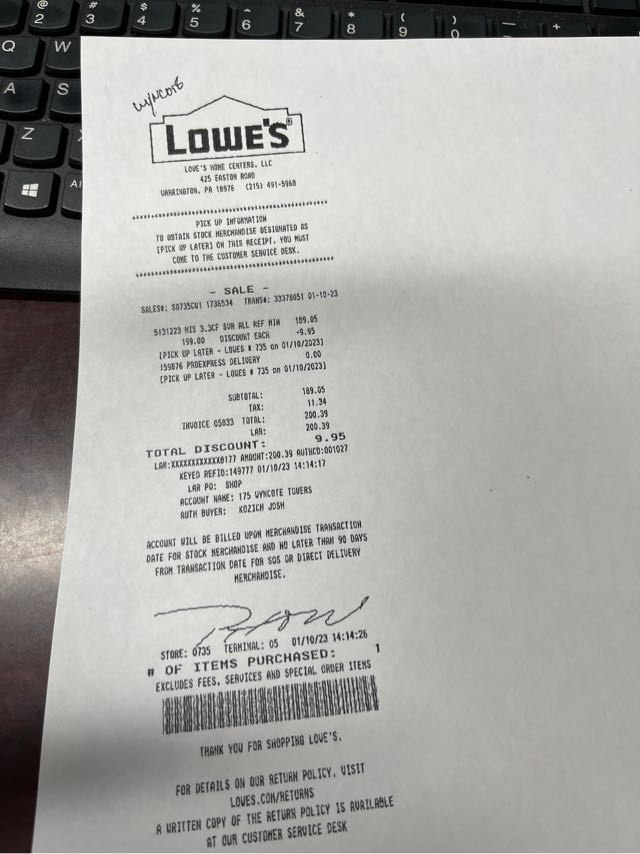 @
2
#
3
$
4
%
5
^
6
&
7
*
8
(
9
)
0
—
+
Q
W
A
S
Z
WYNCOTE
LOWE'S®
LOWE'S HOME CENTERS, LLC
425 EASTON ROAD
WARRINGTON, PA 18976 (215) 491-5968
PICK UP INFORMATION
TO OBTAIN STOCK MERCHANDISE DESIGNATED AS
[PICK UP LATER] ON THIS RECEIPT, YOU MUST
COME TO THE CUSTOMER SERVICE DESK.
- SALE -
SALES#: S0735CW1 1736534 TRANS#: 33378051 01-10-23
5131223 HIS 3.3CF SVR ALL REF MIN 189.05
199.00 DISCOUNT EACH -9.95
[PICK UP LATER - LOWES # 735 on 01/10/2023]
159876 PROEXPRESS DELIVERY 0.00
[PICK UP LATER - LOWES # 735 on 01/10/2023]
SUBTOTAL: 189.05
TAX: 11.34
INVOICE 05833 TOTAL: 200.39
LAR: 200.39
TOTAL DISCOUNT: 9.95
LAR:XXXXXXXXXXXX8177 AMOUNT:200.39 AUTHCD:001027
KEYED REFID:149777 01/10/23 14:14:17
LAR PO: SHOP
ACCOUNT NAME: 175 WYNCOTE TOWERS
AUTH BUYER: KOZICH JOSH
ACCOUNT WILL BE BILLED UPON MERCHANDISE TRANSACTION
DATE FOR STOCK MERCHANDISE AND NO LATER THAN 90 DAYS
FROM TRANSACTION DATE FOR SOS OR DIRECT DELIVERY
MERCHANDISE.
STORE: 0735 TERMINAL: 05 01/10/23 14:14:26
# OF ITEMS PURCHASED: 1
EXCLUDES FEES, SERVICES AND SPECIAL ORDER ITEMS
THANK YOU FOR SHOPPING LOWE'S.
FOR DETAILS ON OUR RETURN POLICY, VISIT
LOWES.COM/RETURNS
A WRITTEN COPY OF THE RETURN POLICY IS AVAILABLE
AT OUR CUSTOMER SERVICE DESK